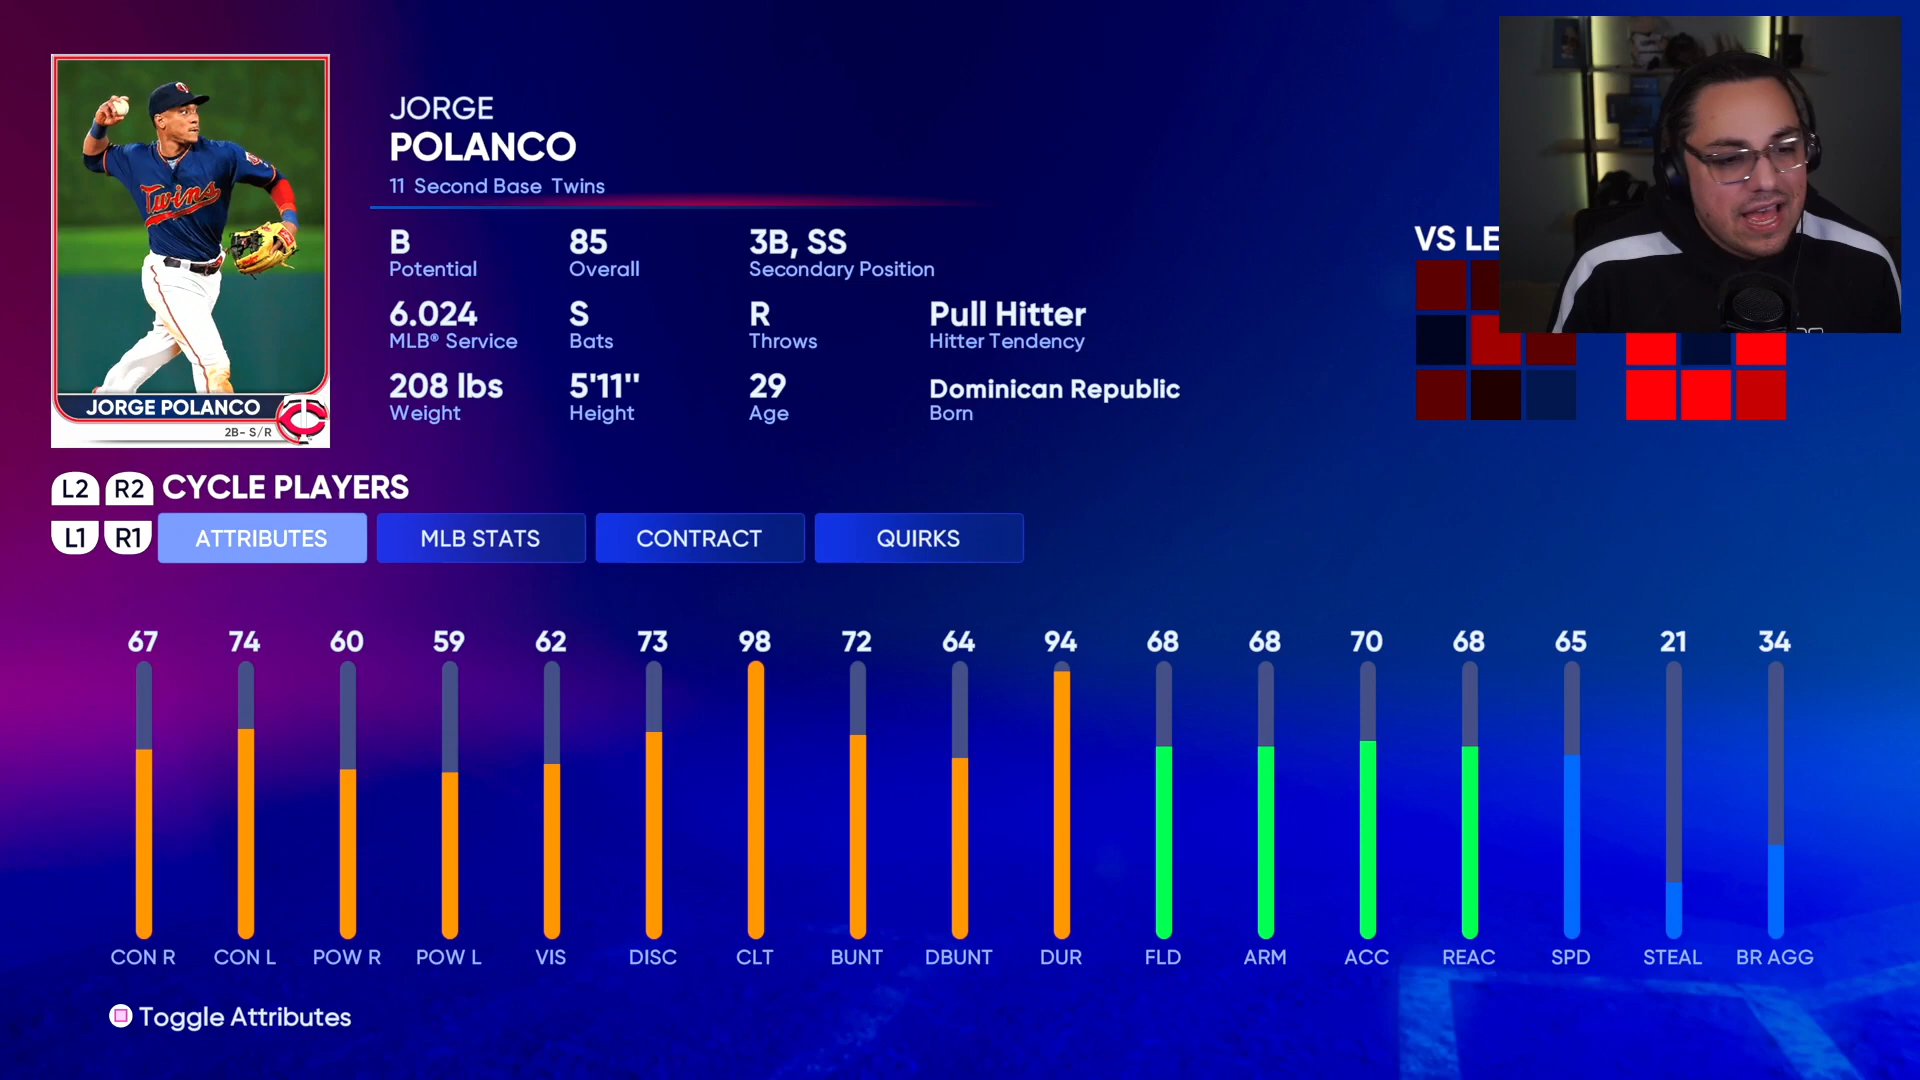 JORGE
POLANCO
11 Second Base Twins
B
Potential
85
Overall
3B, SS
Secondary Position
6.024
MLB® Service
S
Bats
R
Throws
Pull Hitter
Hitter Tendency
208 lbs
Weight
5'11"
Height
29
Age
Dominican Republic
Born
VS LE
Twins
JORGE POLANCO
2B- S/R
L2 R2 CYCLE PLAYERS
L1 R1 ATTRIBUTES MLB STATS CONTRACT QUIRKS
67 74 60 59 62 73 98 72 64 94 68 68 70 68 65 21 34
CON R CON L POW R POW L VIS DISC CLT BUNT DBUNT DUR FLD ARM ACC REAC SPD STEAL BR AGG
Toggle Attributes